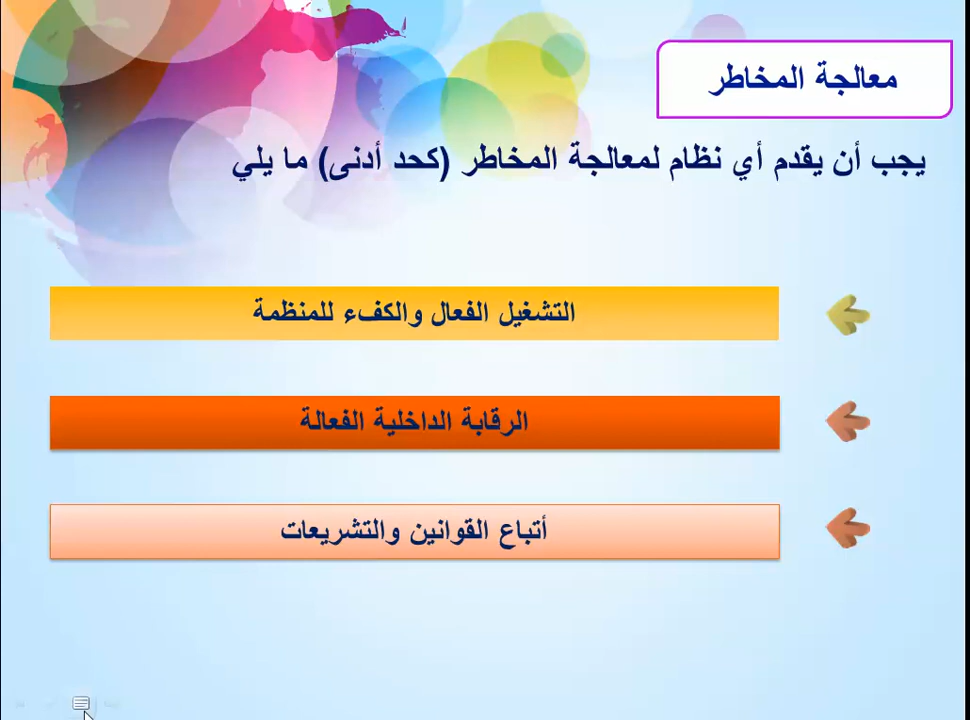 معالجة المخاطر
يجب أن يقدم أي نظام لمعالجة المخاطر (كحد أدنى) ما يلي
التشغيل الفعال والكفء للمنظمة
الرقابة الداخلية الفعالة
أتباع القوانين والتشريعات